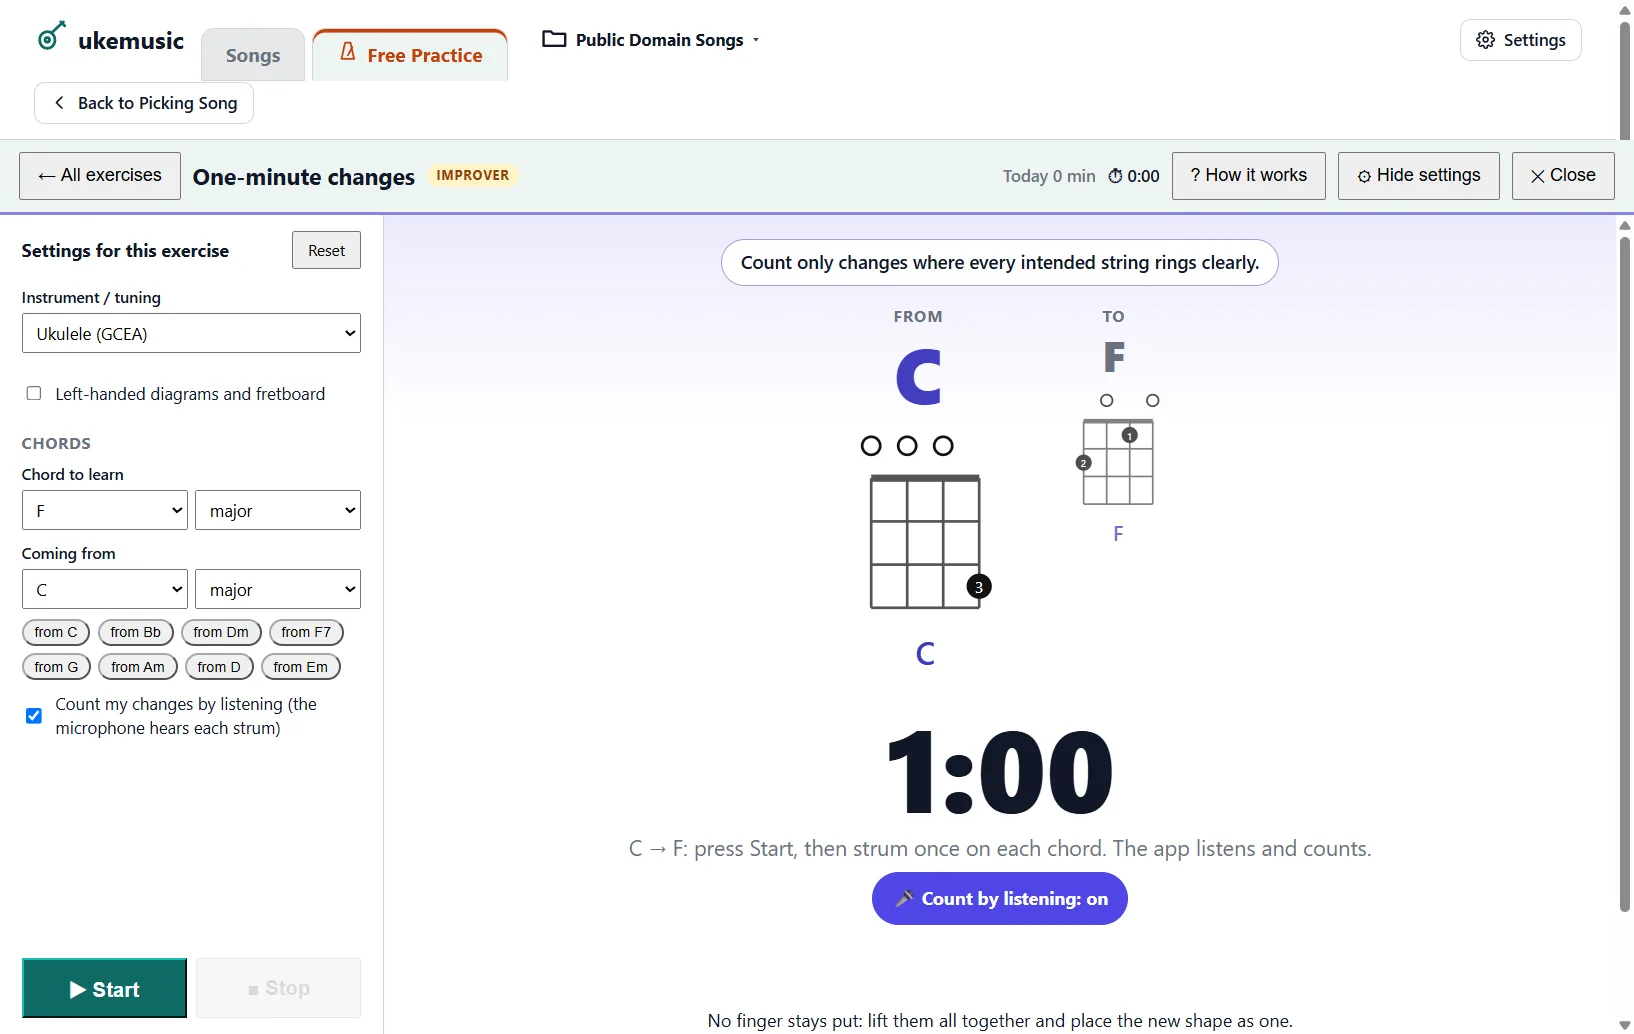 ukemusic
Songs
Free Practice
Public Domain Songs
Settings
Back to Picking Song
← All exercises
One-minute changes
IMPROVER
Today 0 min
⏱ 0:00
? How it works
Hide settings
Close
Settings for this exercise
Reset
Instrument / tuning
Ukulele (GCEA)
Left-handed diagrams and fretboard
CHORDS
Chord to learn
F
major
Coming from
C
major
from C
from Bb
from Dm
from F7
from G
from Am
from D
from Em
Count my changes by listening (the
microphone hears each strum)
▶ Start
■ Stop
Count only changes where every intended string rings clearly.
FROM
C
3
C
TO
F
1
2
F
1:00
C → F: press Start, then strum once on each chord. The app listens and counts.
Count by listening: on
No finger stays put: lift them all together and place the new shape as one.